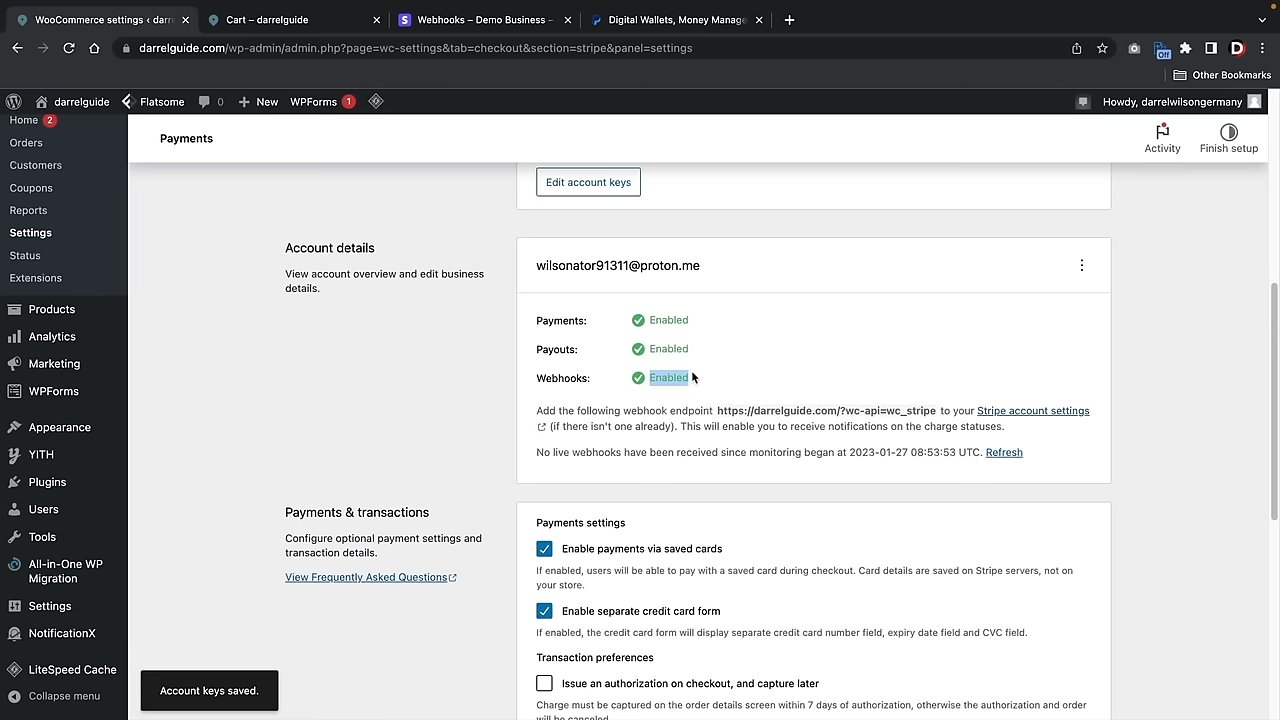 WooCommerce settings ‹ darr
Cart – darrelguide
Webhooks – Demo Business –
Digital Wallets, Money Manage
darrelguide.com/wp-admin/admin.php?page=wc-settings&tab=checkout&section=stripe&panel=settings
Off
D
Other Bookmarks
darrelguide
Flatsome
0
New
WPForms 1
Howdy, darrelwilsongermany
Home 2
Orders
Customers
Coupons
Reports
Settings
Status
Extensions
Products
Analytics
Marketing
WPForms
Appearance
YITH
Plugins
Users
Tools
All-in-One WP
Migration
Settings
NotificationX
LiteSpeed Cache
Collapse menu
Payments
Activity
Finish setup
Edit account keys
Account details
View account overview and edit business
details.
wilsonator91311@proton.me
Payments: Enabled
Payouts: Enabled
Webhooks: Enabled
Add the following webhook endpoint https://darrelguide.com/?wc-api=wc_stripe to your Stripe account settings
(if there isn't one already). This will enable you to receive notifications on the charge statuses.
No live webhooks have been received since monitoring began at 2023-01-27 08:53:53 UTC. Refresh
Payments & transactions
Configure optional payment settings and
transaction details.
View Frequently Asked Questions
Payments settings
Enable payments via saved cards
If enabled, users will be able to pay with a saved card during checkout. Card details are saved on Stripe servers, not on
your store.
Enable separate credit card form
If enabled, the credit card form will display separate credit card number field, expiry date field and CVC field.
Transaction preferences
Issue an authorization on checkout, and capture later
Charge must be captured on the order details screen within 7 days of authorization, otherwise the authorization and order
will be canceled.
Account keys saved.